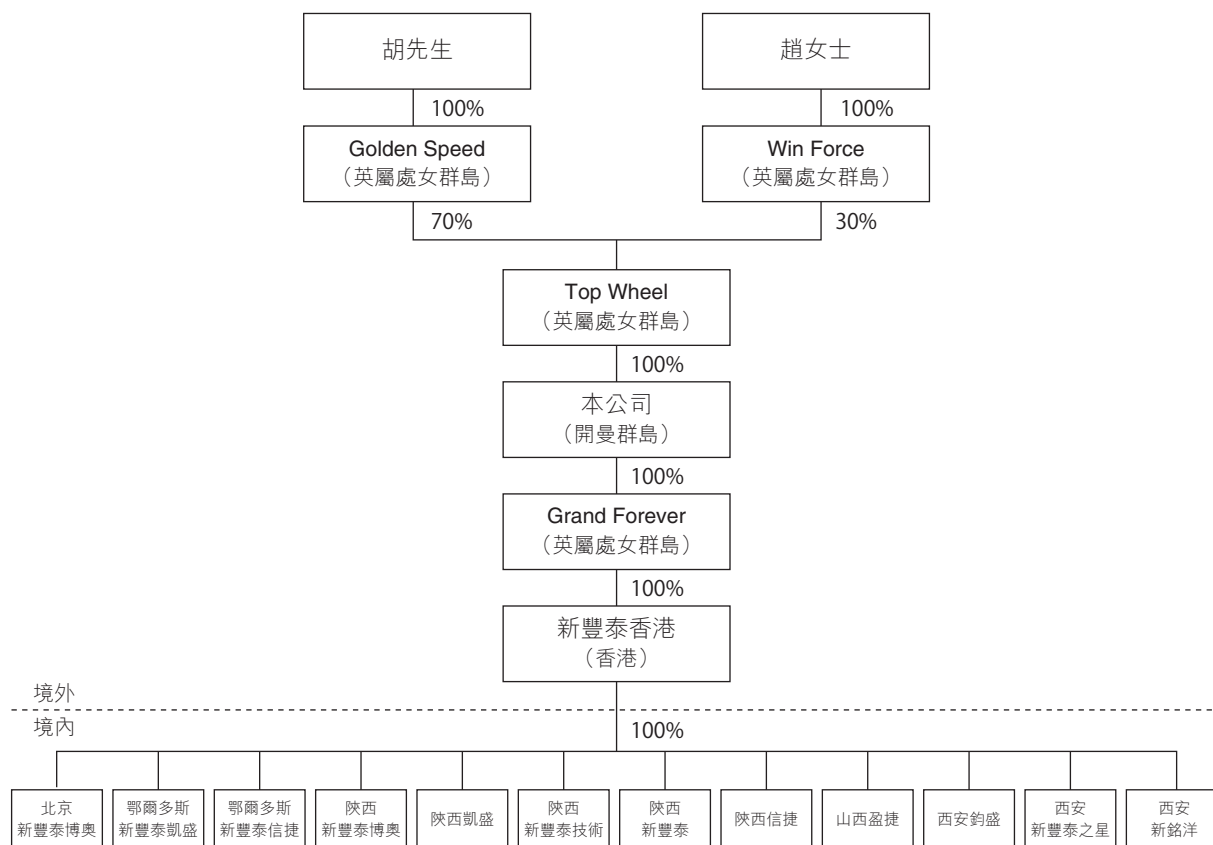 胡先生
趙女士
100%
100%
Golden Speed
（英屬處女群島）
Win Force
（英屬處女群島）
70%
30%
Top Wheel
（英屬處女群島）
100%
本公司
（開曼群島）
100%
Grand Forever
（英屬處女群島）
100%
新豐泰香港
（香港）
境外
境內
100%
北京
新豐泰博奧
鄂爾多斯
新豐泰凱盛
鄂爾多斯
新豐泰信捷
陝西
新豐泰博奧
陝西凱盛
陝西
新豐泰技術
陝西
新豐泰
陝西信捷
山西盈捷
西安鈞盛
西安
新豐泰之星
西安
新銘洋